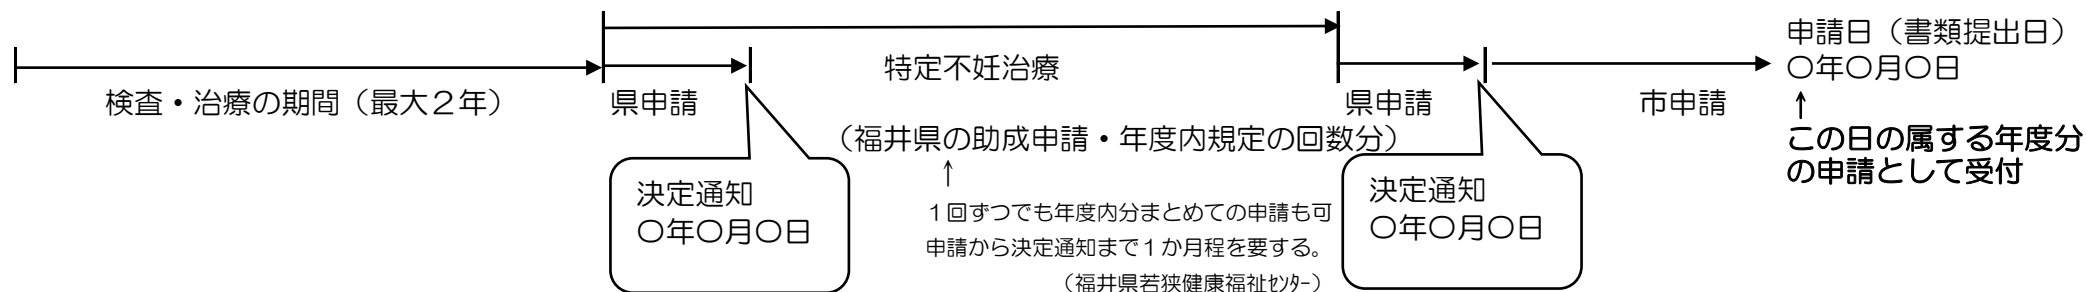 検査・治療の期間（最大２年）
県申請
決定通知
〇年〇月〇日
特定不妊治療
（福井県の助成申請・年度内規定の回数分）
↑
１回ずつでも年度内分まとめての申請も可
申請から決定通知まで１か月程を要する。
（福井県若狭健康福祉ｾﾝﾀｰ）
県申請
決定通知
〇年〇月〇日
市申請
申請日（書類提出日）
〇年〇月〇日
↑
この日の属する年度分
の申請として受付